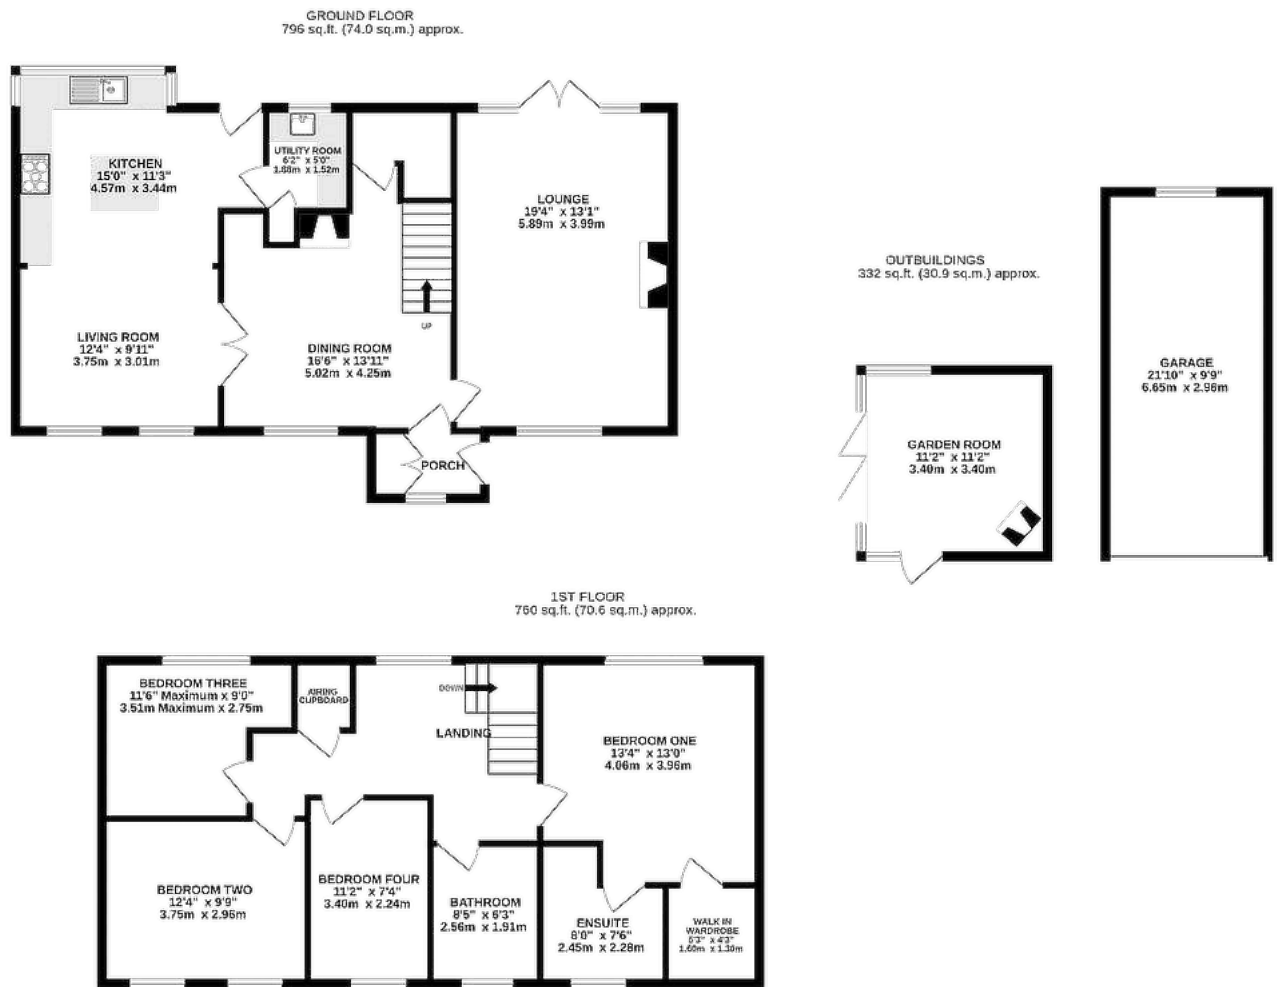 GROUND FLOOR
796 sq.ft. (74.0 sq.m.) approx.
KITCHEN
15'0" x 11'3"
4.57m x 3.44m
UTILITY ROOM
6'2" x 5'0"
1.88m x 1.52m
LOUNGE
19'4" x 13'1"
5.89m x 3.99m
LIVING ROOM
12'4" x 9'11"
3.75m x 3.01m
UP
DINING ROOM
16'6" x 13'11"
5.02m x 4.25m
PORCH
OUTBUILDINGS
332 sq.ft. (30.9 sq.m.) approx.
GARDEN ROOM
11'2" x 11'2"
3.40m x 3.40m
GARAGE
21'10" x 9'9"
6.65m x 2.96m
1ST FLOOR
760 sq.ft. (70.6 sq.m.) approx.
BEDROOM THREE
11'6" Maximum x 9'0"
3.51m Maximum x 2.75m
AIRING
CUPBOARD
DOWN
LANDING
BEDROOM ONE
13'4" x 13'0"
4.06m x 3.96m
BEDROOM TWO
12'4" x 9'9"
3.75m x 2.96m
BEDROOM FOUR
11'2" x 7'4"
3.40m x 2.24m
BATHROOM
8'5" x 6'3"
2.56m x 1.91m
ENSUITE
8'0" x 7'6"
2.45m x 2.28m
WALK IN
WARDROBE
5'3" x 4'3"
1.60m x 1.30m